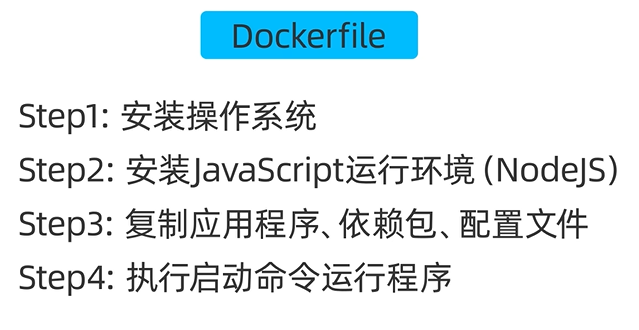 Dockerfile
Step1: 安装操作系统
Step2: 安装JavaScript运行环境 (NodeJS)
Step3: 复制应用程序、依赖包、配置文件
Step4: 执行启动命令运行程序